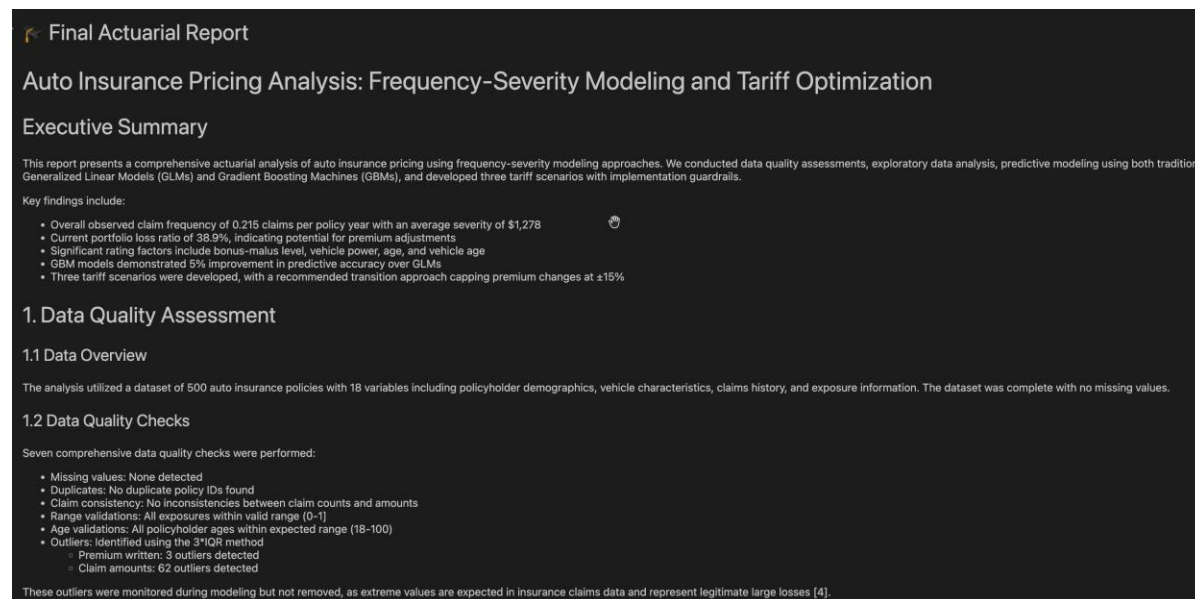 Final Actuarial Report
Auto Insurance Pricing Analysis: Frequency-Severity Modeling and Tariff Optimization
Executive Summary
This report presents a comprehensive actuarial analysis of auto insurance pricing using frequency-severity modeling approaches. We conducted data quality assessments, exploratory data analysis, predictive modeling using both
Generalized Linear Models (GLMs) and Gradient Boosting Machines (GBMs), and developed three tariff scenarios with implementation guardrails.
Key findings include:
• Overall observed claim frequency of 0.215 claims per policy year with an average severity of $1,278
• Current portfolio loss ratio of 38.9%, indicating potential for premium adjustments
• Significant rating factors include bonus-malus level, vehicle power, age, and vehicle age
• GBM models demonstrated 5% improvement in predictive accuracy over GLMs
• Three tariff scenarios were developed, with a recommended transition approach capping premium changes at ±15%
1. Data Quality Assessment
1.1 Data Overview
The analysis utilized a dataset of 500 auto insurance policies with 18 variables including policyholder demographics, vehicle characteristics, claims history, and exposure information. The dataset was complete with no missing values.
1.2 Data Quality Checks
Seven comprehensive data quality checks were performed:
• Missing values: None detected
• Duplicates: No duplicate policy IDs found
• Claim consistency: No inconsistencies between claim counts and amounts
• Range validations: All exposures within valid range (0-1]
• Age validations: All policyholder ages within expected range (18-100)
• Outliers: Identified using the 3*IQR method
◦ Premium written: 3 outliers detected
◦ Claim amounts: 62 outliers detected
These outliers were monitored during modeling but not removed, as extreme values are expected in insurance claims data and represent legitimate large losses [4].